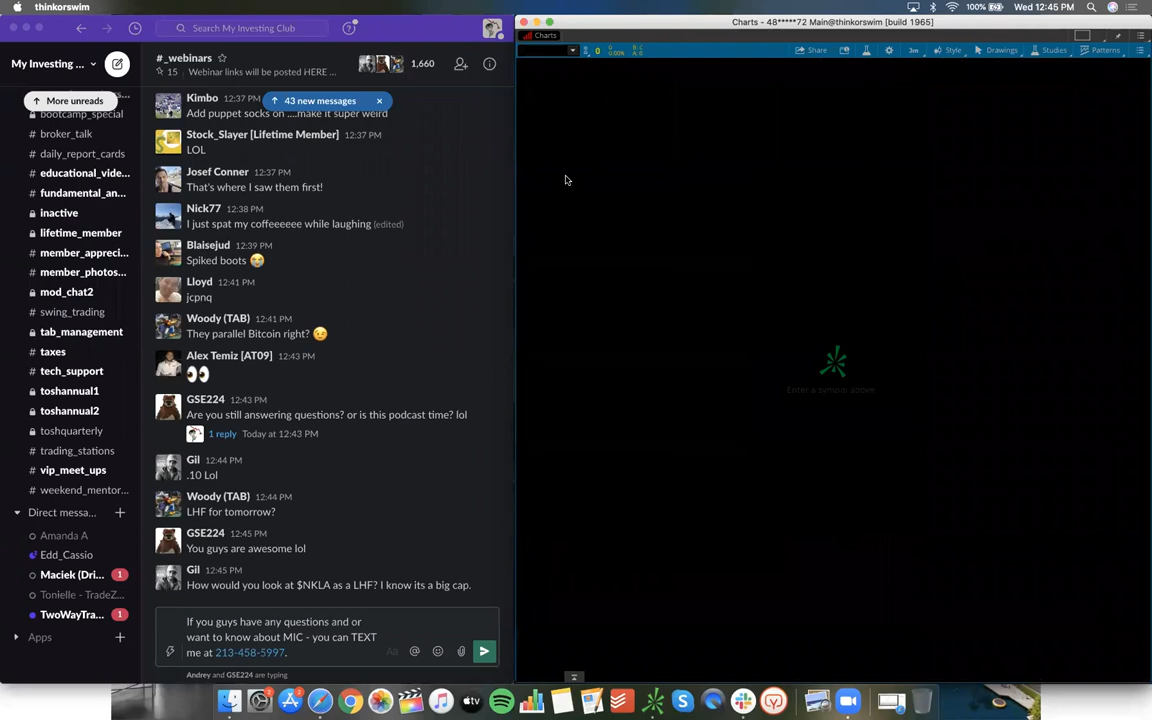 thinkorswim
100%
Wed 12:45 PM
Search My Investing Club
Charts - 48*****72 Main@thinkorswim [build 1965]
Charts
0
0.00%
Share
3m
Style
Drawings
Studies
Patterns
My Investing ...
More unreads
bootcamp_special
# broker_talk
# daily_report_cards
# educational_vide...
# fundamental_an...
inactive
lifetime_member
# member_appreci...
# member_photos...
mod_chat2
# swing_trading
tab_management
# taxes
# tech_support
toshannual1
toshannual2
toshquarterly
# trading_stations
# vip_meet_ups
# weekend_mentor...
Direct messa...
Amanda A
Edd_Cassio
Maciek (Dri... 1
Tonielle - TradeZ...
TwoWayTra... 1
Apps
#_webinars
15 Webinar links will be posted HERE ...
1,660
43 new messages
Kimbo 12:37 PM
Add puppet socks on ....make it super weird
Stock_Slayer [Lifetime Member] 12:37 PM
LOL
Josef Conner 12:37 PM
That's where I saw them first!
Nick77 12:38 PM
I just spat my coffeeeeee while laughing (edited)
Blaisejud 12:39 PM
Spiked boots 😭
Lloyd 12:41 PM
jcpnq
Woody (TAB) 12:41 PM
They parallel Bitcoin right? 😉
Alex Temiz [AT09] 12:43 PM
👀
GSE224 12:43 PM
Are you still answering questions? or is this podcast time? lol
1 reply Today at 12:43 PM
Gil 12:44 PM
.10 Lol
Woody (TAB) 12:44 PM
LHF for tomorrow?
GSE224 12:45 PM
You guys are awesome lol
Gil 12:45 PM
How would you look at $NKLA as a LHF? I know its a big cap.
If you guys have any questions and or
want to know about MIC - you can TEXT
me at 213-458-5997.
Aa
Andrey and GSE224 are typing
Enter a symbol above